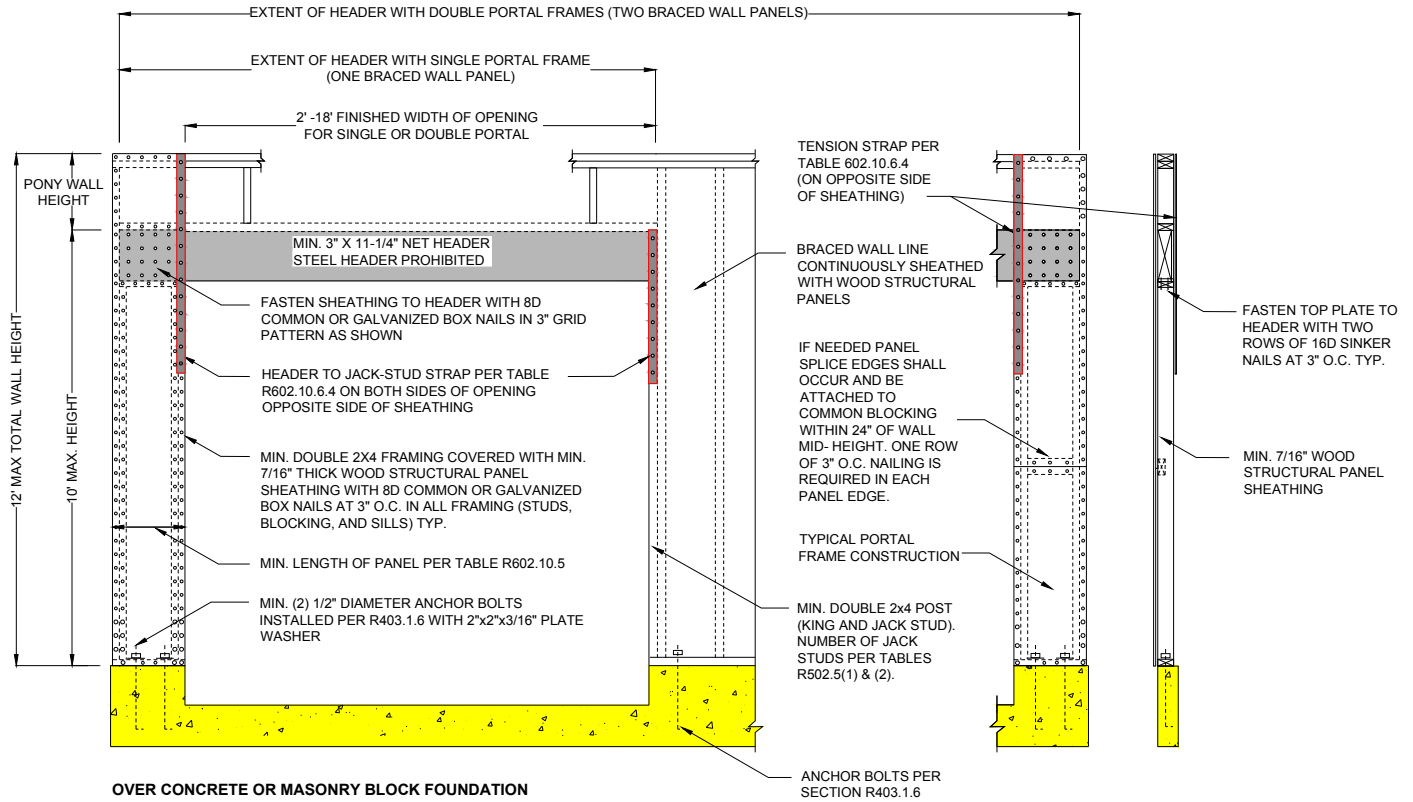 EXTENT OF HEADER WITH DOUBLE PORTAL FRAMES (TWO BRACED WALL PANELS)
EXTENT OF HEADER WITH SINGLE PORTAL FRAME
(ONE BRACED WALL PANEL)
2' -18' FINISHED WIDTH OF OPENING
FOR SINGLE OR DOUBLE PORTAL
PONY WALL
HEIGHT
12' MAX TOTAL WALL HEIGHT
10' MAX. HEIGHT
MIN. 3" X 11-1/4" NET HEADER
STEEL HEADER PROHIBITED
FASTEN SHEATHING TO HEADER WITH 8D
COMMON OR GALVANIZED BOX NAILS IN 3" GRID
PATTERN AS SHOWN
HEADER TO JACK-STUD STRAP PER TABLE
R602.10.6.4 ON BOTH SIDES OF OPENING
OPPOSITE SIDE OF SHEATHING
MIN. DOUBLE 2X4 FRAMING COVERED WITH MIN.
7/16" THICK WOOD STRUCTURAL PANEL
SHEATHING WITH 8D COMMON OR GALVANIZED
BOX NAILS AT 3" O.C. IN ALL FRAMING (STUDS,
BLOCKING, AND SILLS) TYP.
MIN. LENGTH OF PANEL PER TABLE R602.10.5
MIN. (2) 1/2" DIAMETER ANCHOR BOLTS
INSTALLED PER R403.1.6 WITH 2"x2"x3/16" PLATE
WASHER
TENSION STRAP PER
TABLE 602.10.6.4
(ON OPPOSITE SIDE
OF SHEATHING)
BRACED WALL LINE
CONTINUOUSLY SHEATHED
WITH WOOD STRUCTURAL
PANELS
IF NEEDED PANEL
SPLICE EDGES SHALL
OCCUR AND BE
ATTACHED TO
COMMON BLOCKING
WITHIN 24" OF WALL
MID- HEIGHT. ONE ROW
OF 3" O.C. NAILING IS
REQUIRED IN EACH
PANEL EDGE.
TYPICAL PORTAL
FRAME CONSTRUCTION
MIN. DOUBLE 2x4 POST
(KING AND JACK STUD).
NUMBER OF JACK
STUDS PER TABLES
R502.5(1) & (2).
ANCHOR BOLTS PER
SECTION R403.1.6
FASTEN TOP PLATE TO
HEADER WITH TWO
ROWS OF 16D SINKER
NAILS AT 3" O.C. TYP.
MIN. 7/16" WOOD
STRUCTURAL PANEL
SHEATHING
OVER CONCRETE OR MASONRY BLOCK FOUNDATION